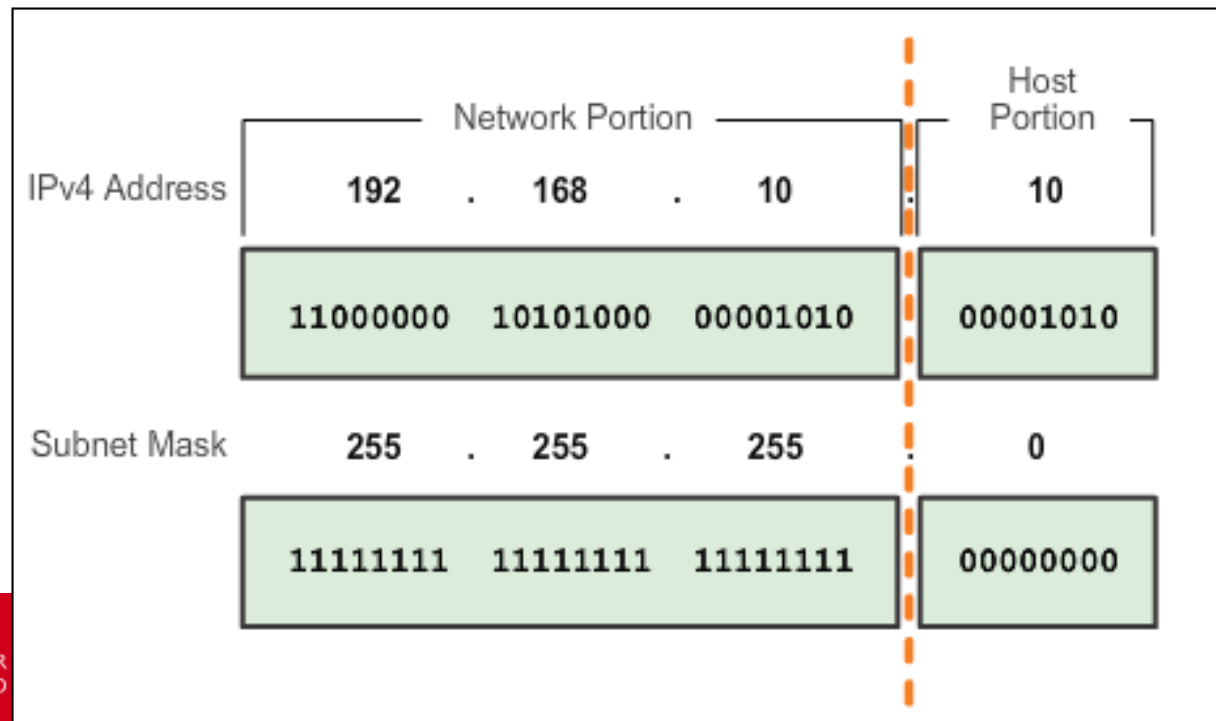 Host
Network Portion Portion
IPv4 Address 192 . 168 . 10 . 10
11000000 10101000 00001010 00001010
Subnet Mask 255 . 255 . 255 . 0
11111111 11111111 11111111 00000000